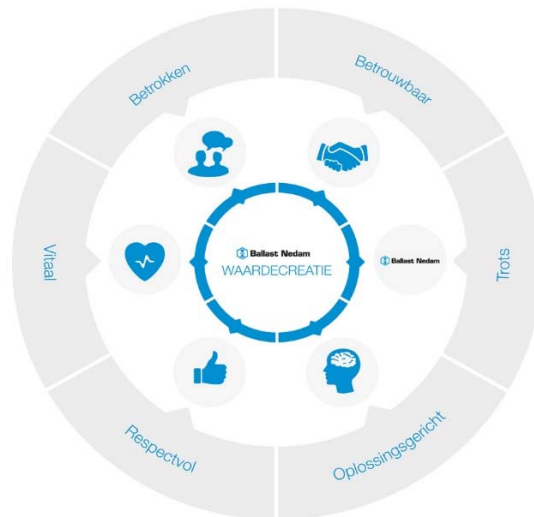 Betrokken
Betrouwbaar
Vitaal
Ballast Nedam
WAARDECREATIE
Ballast Nedam
Trots
Respectvol
Oplossingsgericht